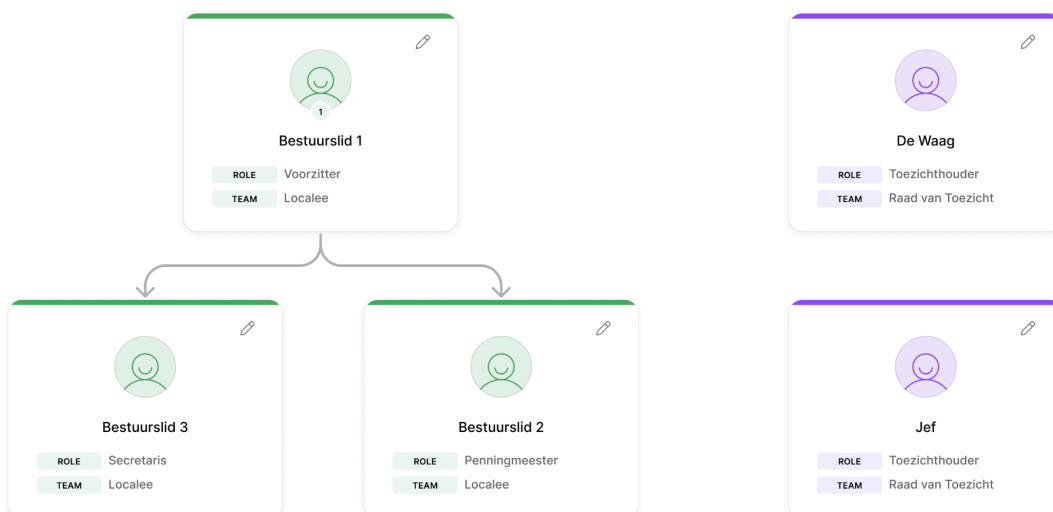 1
Bestuurslid 1
ROLE Voorzitter
TEAM Localee
De Waag
ROLE Toezichthouder
TEAM Raad van Toezicht
Bestuurslid 3
ROLE Secretaris
TEAM Localee
Bestuurslid 2
ROLE Penningmeester
TEAM Localee
Jef
ROLE Toezichthouder
TEAM Raad van Toezicht